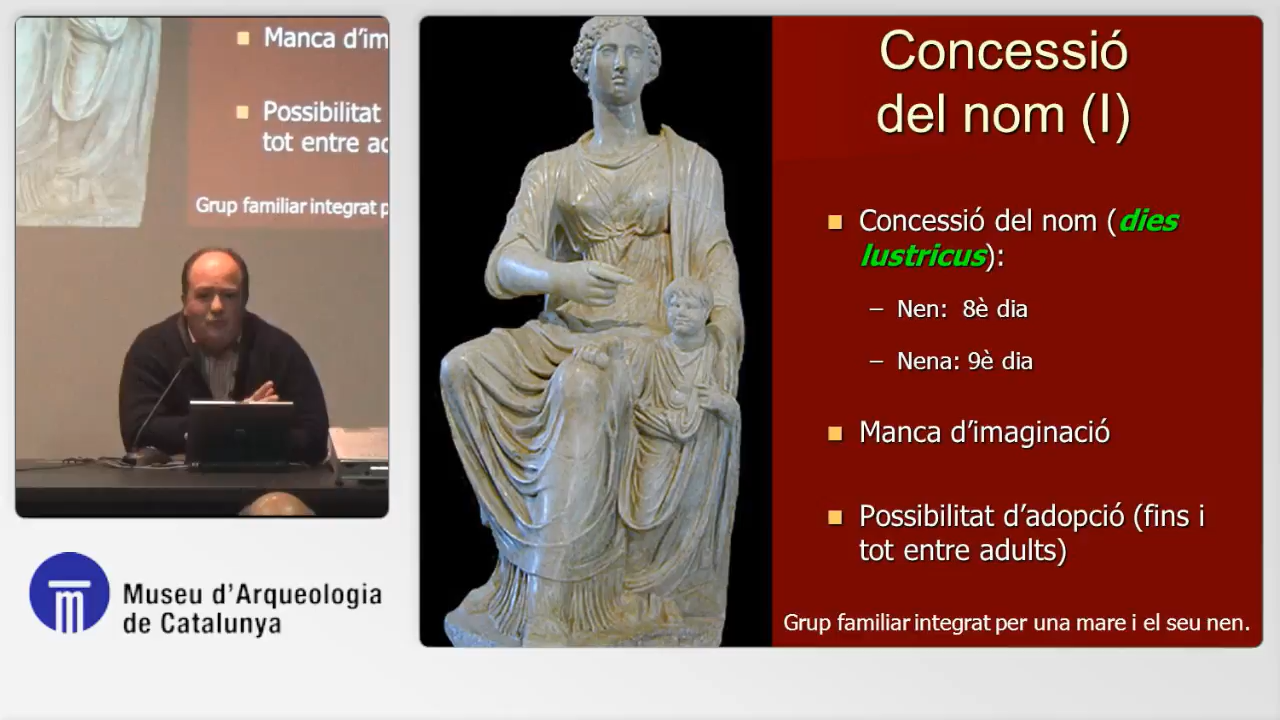 Manca d'im
Possibilitat
tot entre ad
Grup familiar integrat p
Museu d'Arqueologia
de Catalunya
Concessió
del nom (I)
Concessió del nom (dies
lustricus):
– Nen: 8è dia
– Nena: 9è dia
Manca d'imaginació
Possibilitat d'adopció (fins i
tot entre adults)
Grup familiar integrat per una mare i el seu nen.